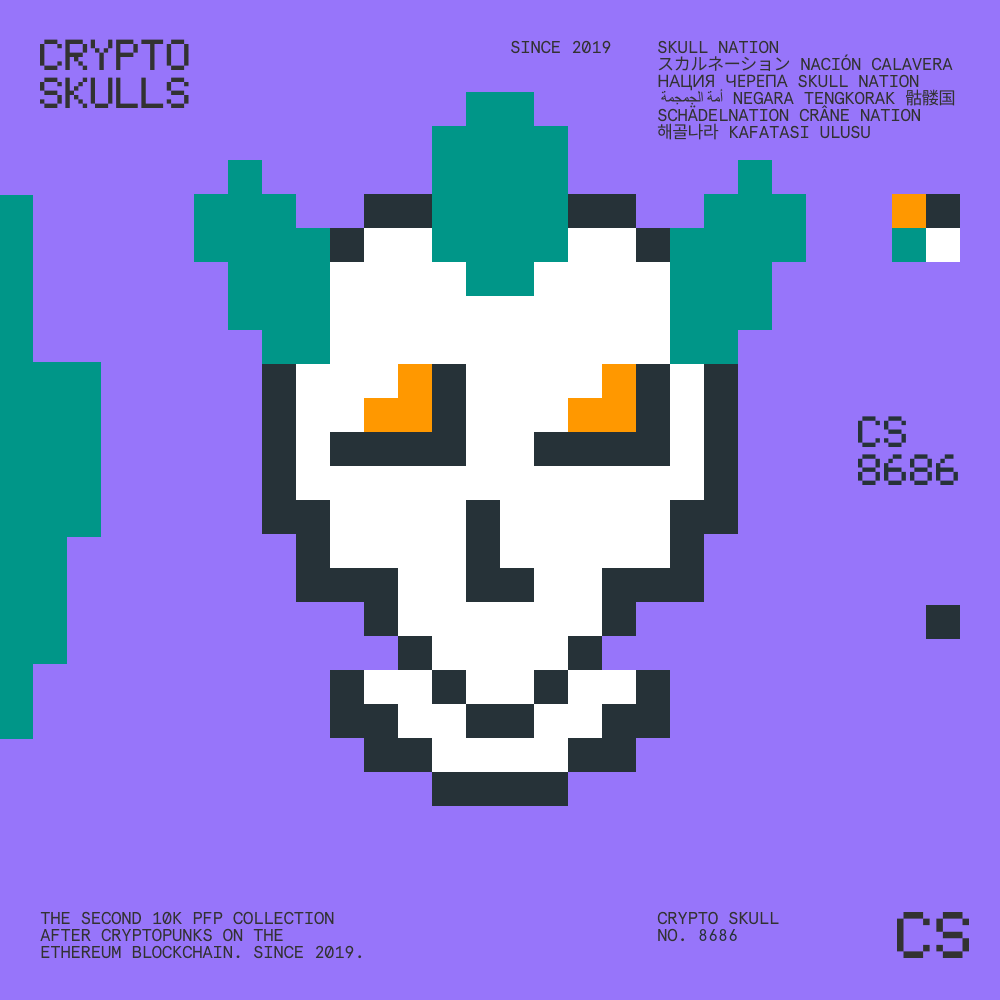 CRYPTO
SKULLS
SINCE 2019
SKULL NATION
スカルネーション NACIÓN CALAVERA
НАЦИЯ ЧЕРЕПА SKULL NATION
أمة الجمجمة NEGARA TENGKORAK 骷髅国
SCHÄDELNATION CRÂNE NATION
해골나라 KAFATASI ULUSU
CS
8686
THE SECOND 10K PFP COLLECTION
AFTER CRYPTOPUNKS ON THE
ETHEREUM BLOCKCHAIN. SINCE 2019.
CRYPTO SKULL
NO. 8686
CS